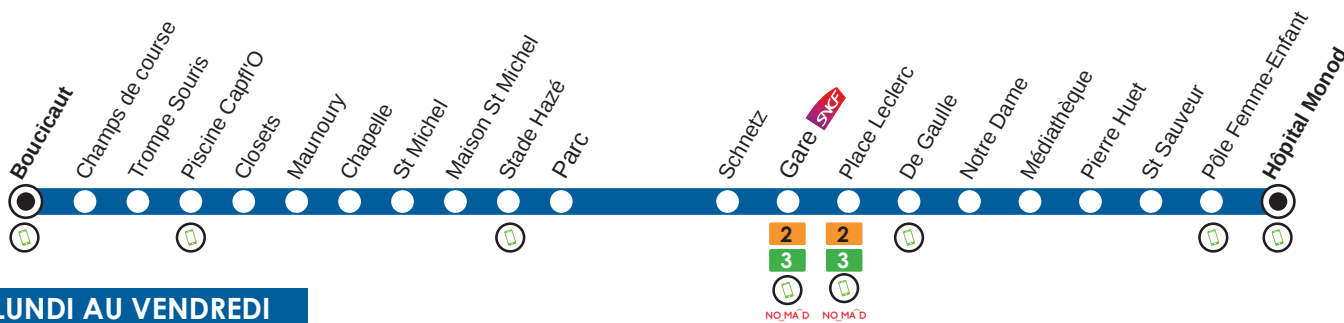 Boucicaut
Champs de course
Trompe Souris
Piscine Capfl'O
Closets
Maunoury
Chapelle
St Michel
Maison St Michel
Stade Hazé
Parc
Schnetz
Gare SNCF
Place Leclerc
De Gaulle
Notre Dame
Médiathèque
Pierre Huet
St Sauveur
Pôle Femme-Enfant
Hôpital Monod
2 2
3 3
NOMAD NOMAD
LUNDI AU VENDREDI